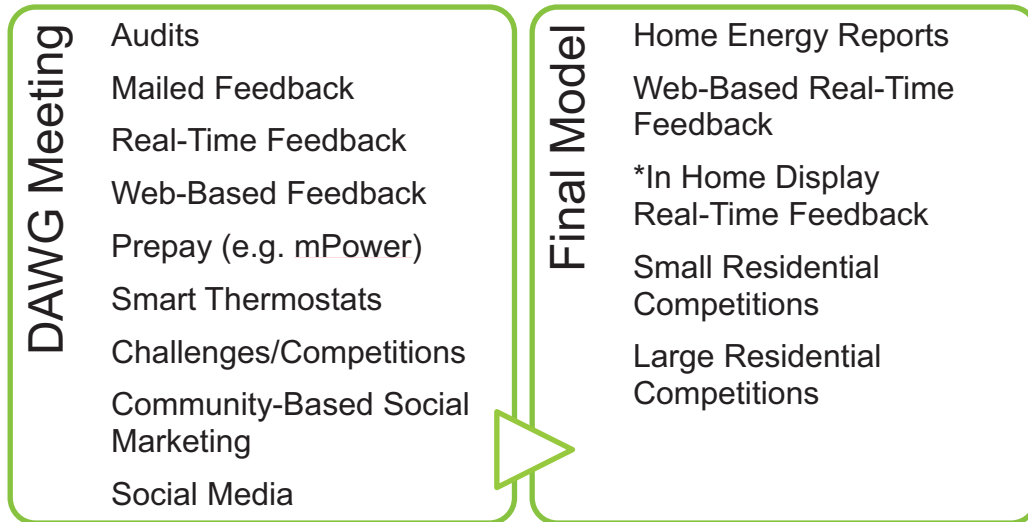 DAWG Meeting
Audits
Mailed Feedback
Real-Time Feedback
Web-Based Feedback
Prepay (e.g. mPower)
Smart Thermostats
Challenges/Competitions
Community-Based Social
Marketing
Social Media
Final Model
Home Energy Reports
Web-Based Real-Time
Feedback
*In Home Display
Real-Time Feedback
Small Residential
Competitions
Large Residential
Competitions